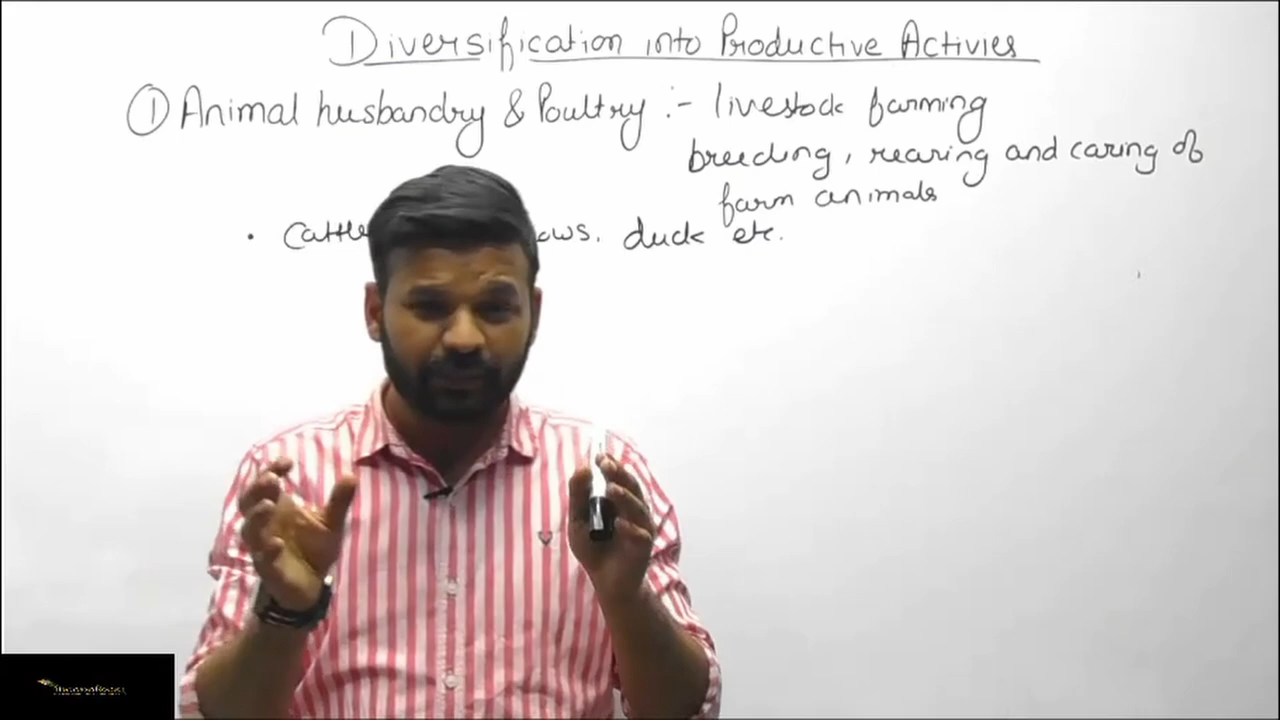 Diversification into Productive Activies
① Animal husbandry & Poultry :- livestock farming
breeding, rearing and caring of
farm animals
• Cattle duck etc.